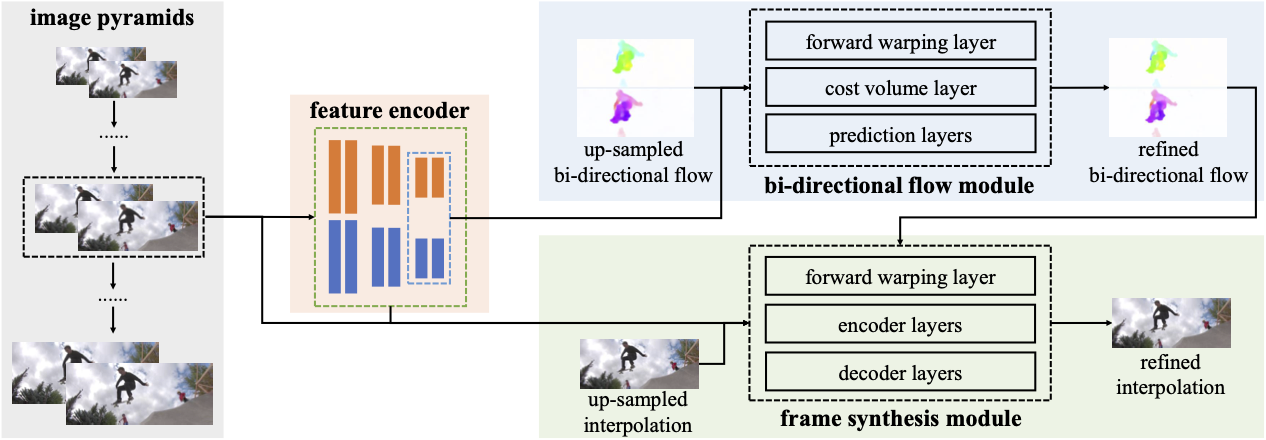 image pyramids
......
......
feature encoder
up-sampled
bi-directional flow
forward warping layer
cost volume layer
prediction layers
bi-directional flow module
refined
bi-directional flow
forward warping layer
encoder layers
decoder layers
frame synthesis module
up-sampled
interpolation
refined
interpolation